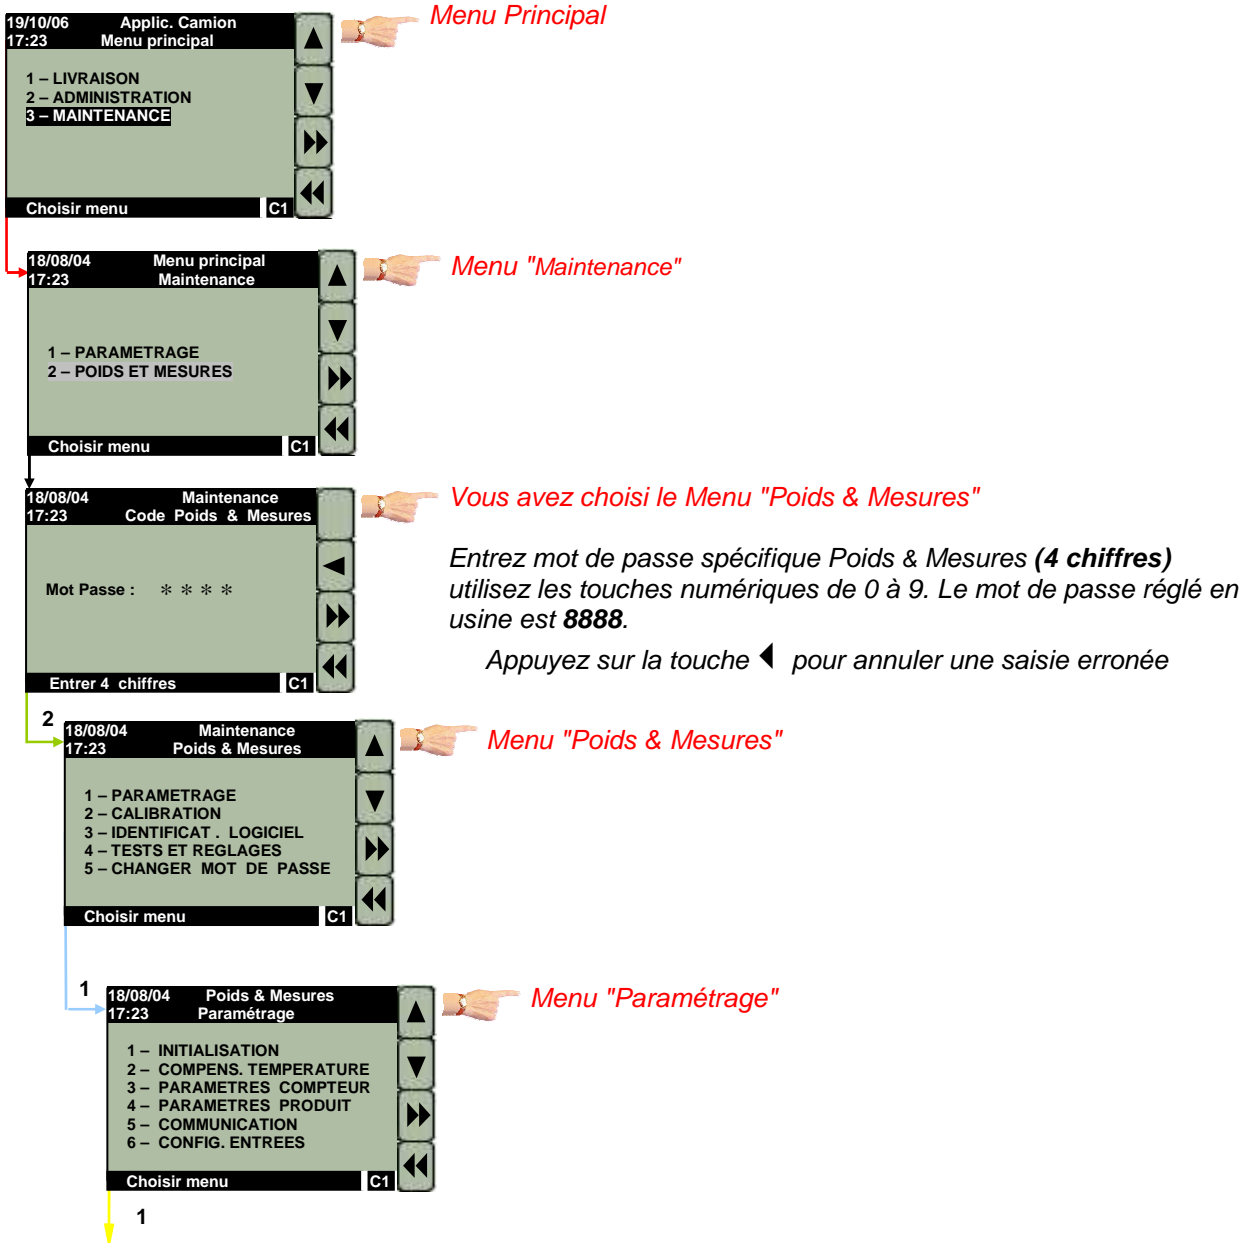 19/10/06 Applic. Camion
17:23 Menu principal
1 – LIVRAISON
2 – ADMINISTRATION
3 – MAINTENANCE
Choisir menu C1
Menu Principal
18/08/04 Menu principal
17:23 Maintenance
1 – PARAMETRAGE
2 – POIDS ET MESURES
Choisir menu C1
Menu "Maintenance"
18/08/04 Maintenance
17:23 Code Poids & Mesures
Mot Passe : * * * *
Entrer 4 chiffres C1
Vous avez choisi le Menu "Poids & Mesures"
Entrez mot de passe spécifique Poids & Mesures (4 chiffres)
utilisez les touches numériques de 0 à 9. Le mot de passe réglé en
usine est 8888.
Appuyez sur la touche ◀ pour annuler une saisie erronée
2
18/08/04 Maintenance
17:23 Poids & Mesures
1 – PARAMETRAGE
2 – CALIBRATION
3 – IDENTIFICAT . LOGICIEL
4 – TESTS ET REGLAGES
5 – CHANGER MOT DE PASSE
Choisir menu C1
Menu "Poids & Mesures"
1
18/08/04 Poids & Mesures
17:23 Paramétrage
1 – INITIALISATION
2 – COMPENS. TEMPERATURE
3 – PARAMETRES COMPTEUR
4 – PARAMETRES PRODUIT
5 – COMMUNICATION
6 – CONFIG. ENTREES
Choisir menu C1
Menu "Paramétrage"
1